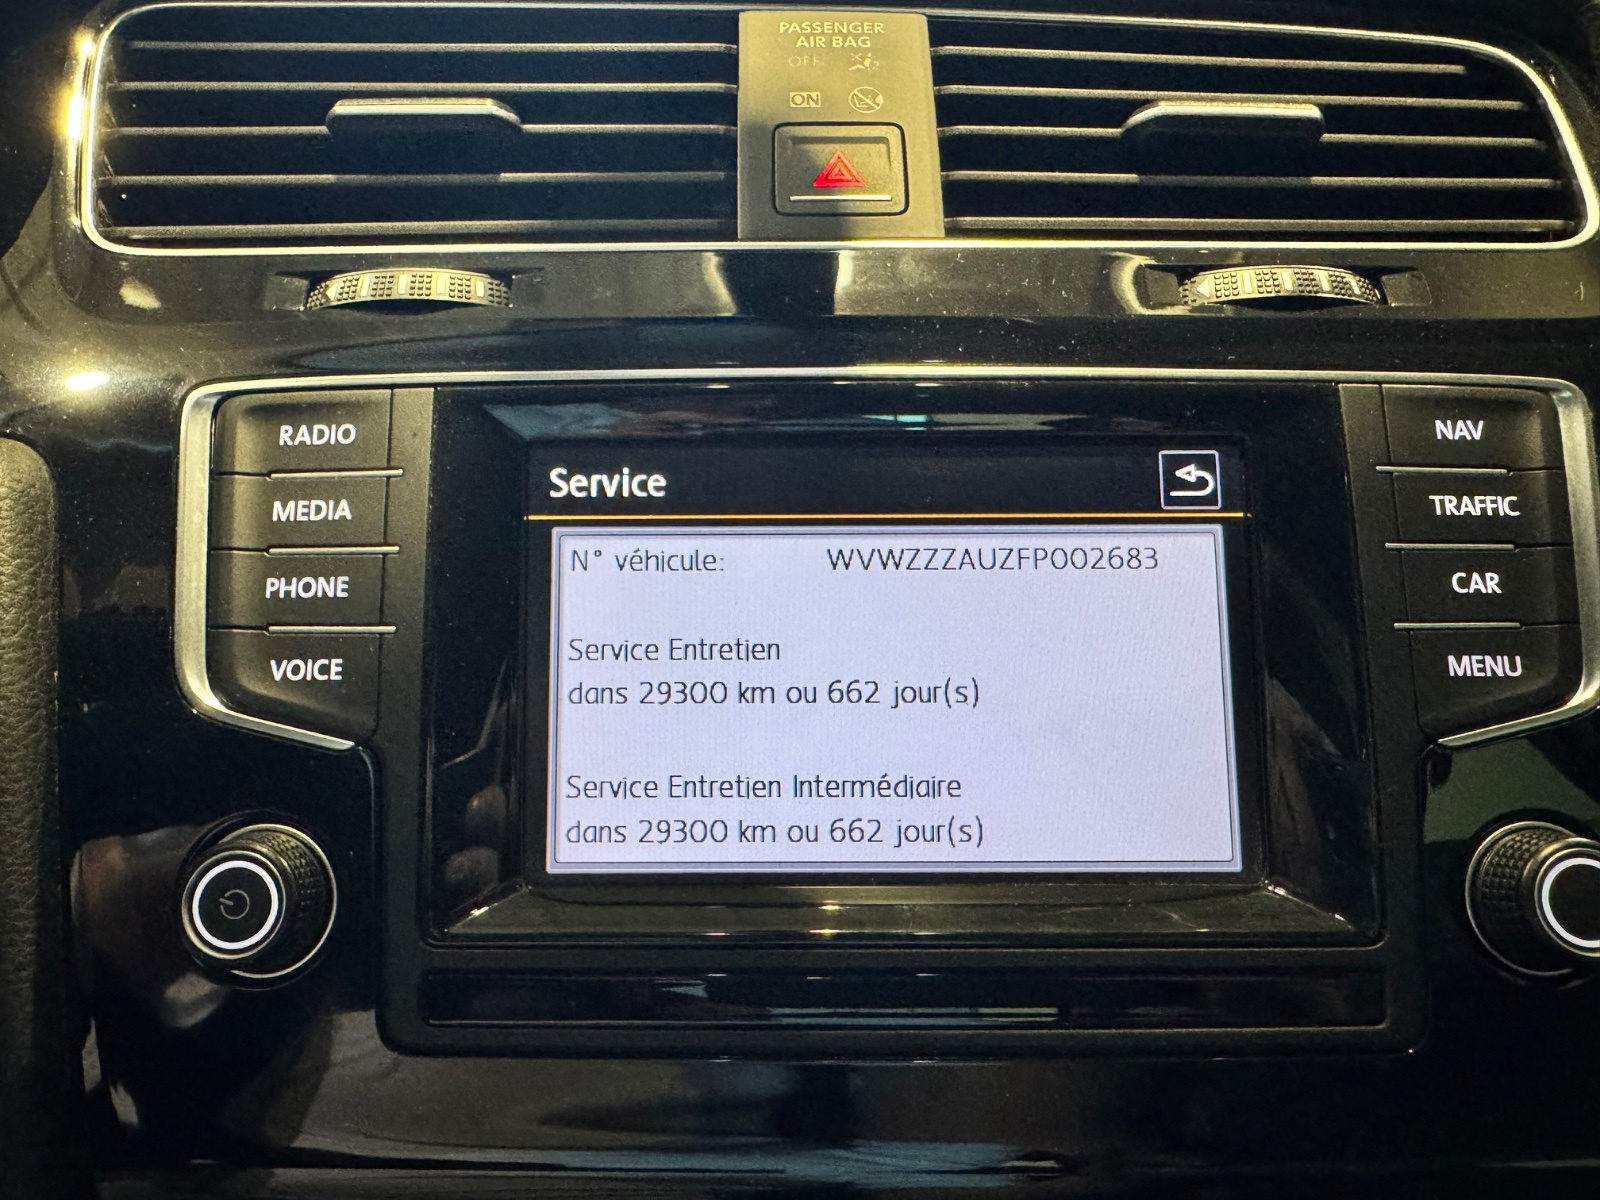 PASSENGER
AIR BAG
OFF
ON
RADIO
MEDIA
PHONE
VOICE
NAV
TRAFFIC
CAR
MENU
Service
N° véhicule: WVWZZZAUZFP002683
Service Entretien
dans 29300 km ou 662 jour(s)
Service Entretien Intermédiaire
dans 29300 km ou 662 jour(s)